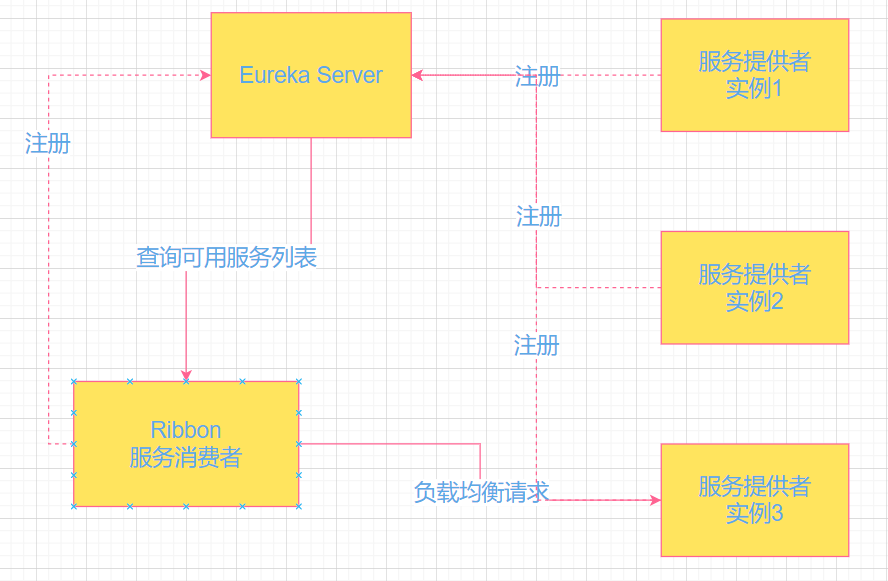 Eureka Server
注册
服务提供者
实例1
注册
注册
查询可用服务列表
服务提供者
实例2
注册
Ribbon
服务消费者
负载均衡请求
服务提供者
实例3